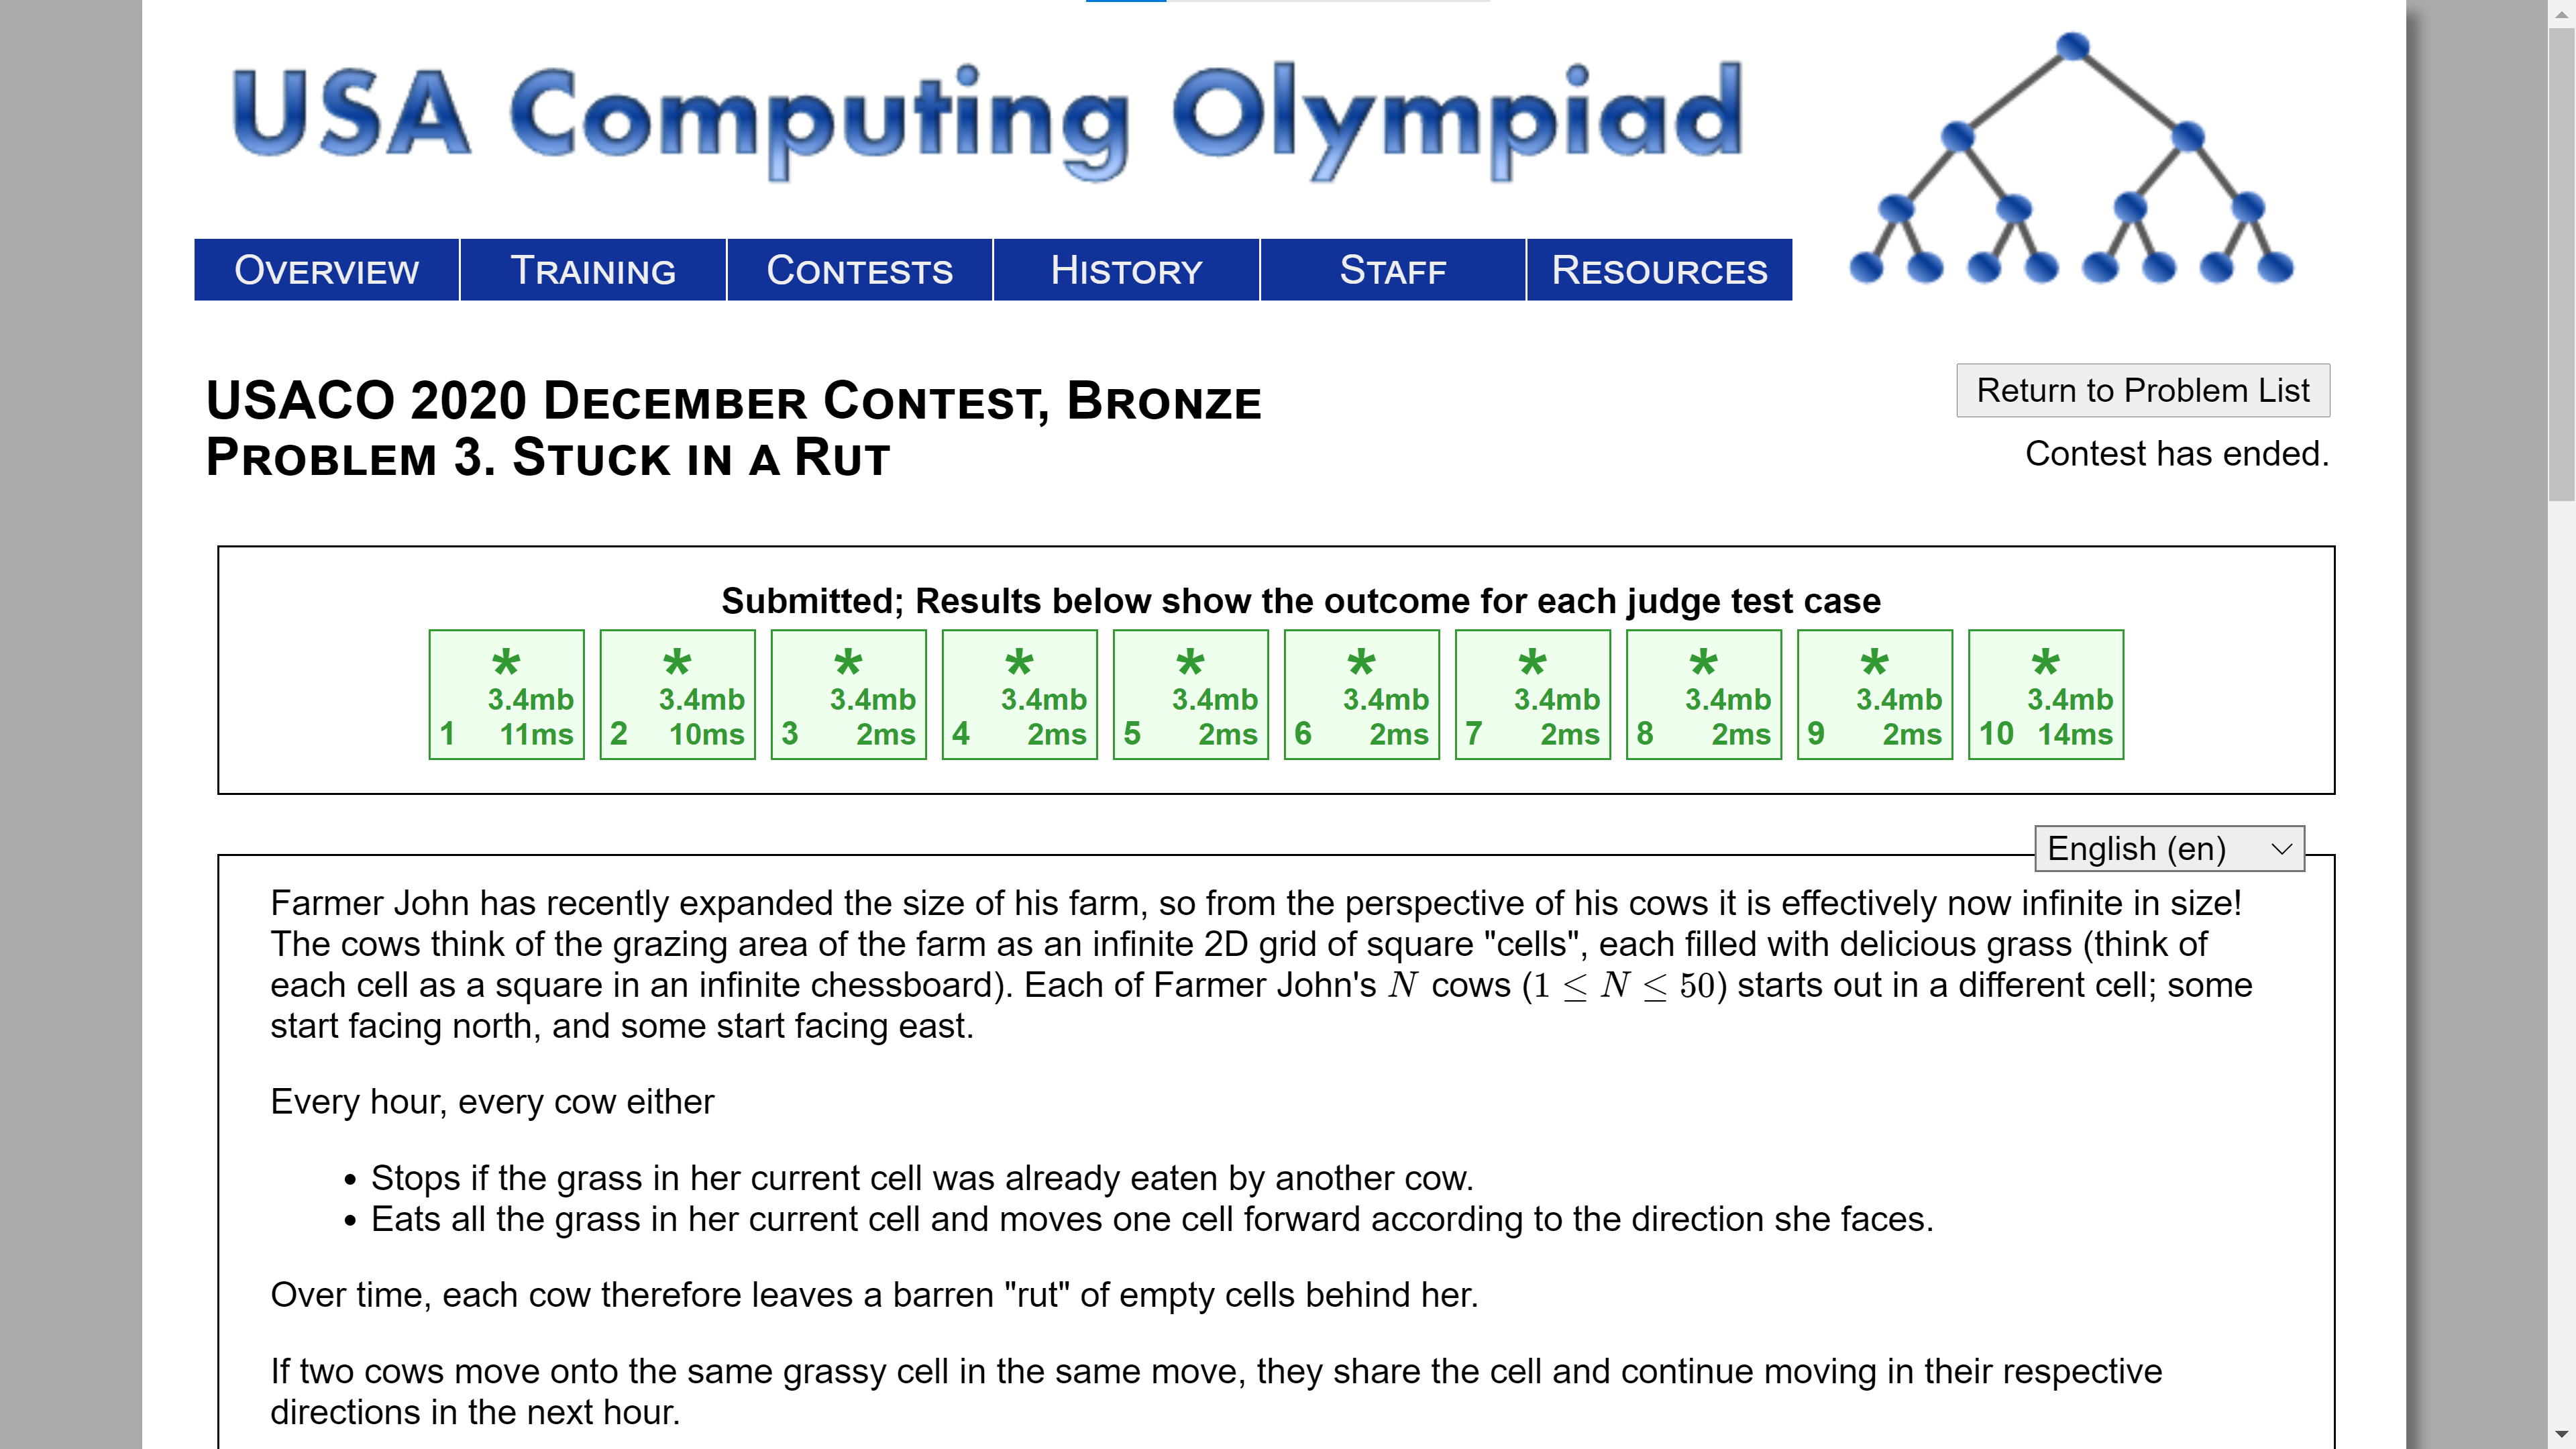 USA Computing Olympiad
OVERVIEW TRAINING CONTESTS HISTORY STAFF RESOURCES
USACO 2020 DECEMBER CONTEST, BRONZE
PROBLEM 3. STUCK IN A RUT
Return to Problem List
Contest has ended.
Submitted; Results below show the outcome for each judge test case
* * * * * * * * * *
3.4mb 3.4mb 3.4mb 3.4mb 3.4mb 3.4mb 3.4mb 3.4mb 3.4mb 3.4mb
1 11ms 2 10ms 3 2ms 4 2ms 5 2ms 6 2ms 7 2ms 8 2ms 9 2ms 10 14ms
English (en)
Farmer John has recently expanded the size of his farm, so from the perspective of his cows it is effectively now infinite in size!
The cows think of the grazing area of the farm as an infinite 2D grid of square "cells", each filled with delicious grass (think of
each cell as a square in an infinite chessboard). Each of Farmer John's N cows (1 ≤ N ≤ 50) starts out in a different cell; some
start facing north, and some start facing east.
Every hour, every cow either
• Stops if the grass in her current cell was already eaten by another cow.
• Eats all the grass in her current cell and moves one cell forward according to the direction she faces.
Over time, each cow therefore leaves a barren "rut" of empty cells behind her.
If two cows move onto the same grassy cell in the same move, they share the cell and continue moving in their respective
directions in the next hour.